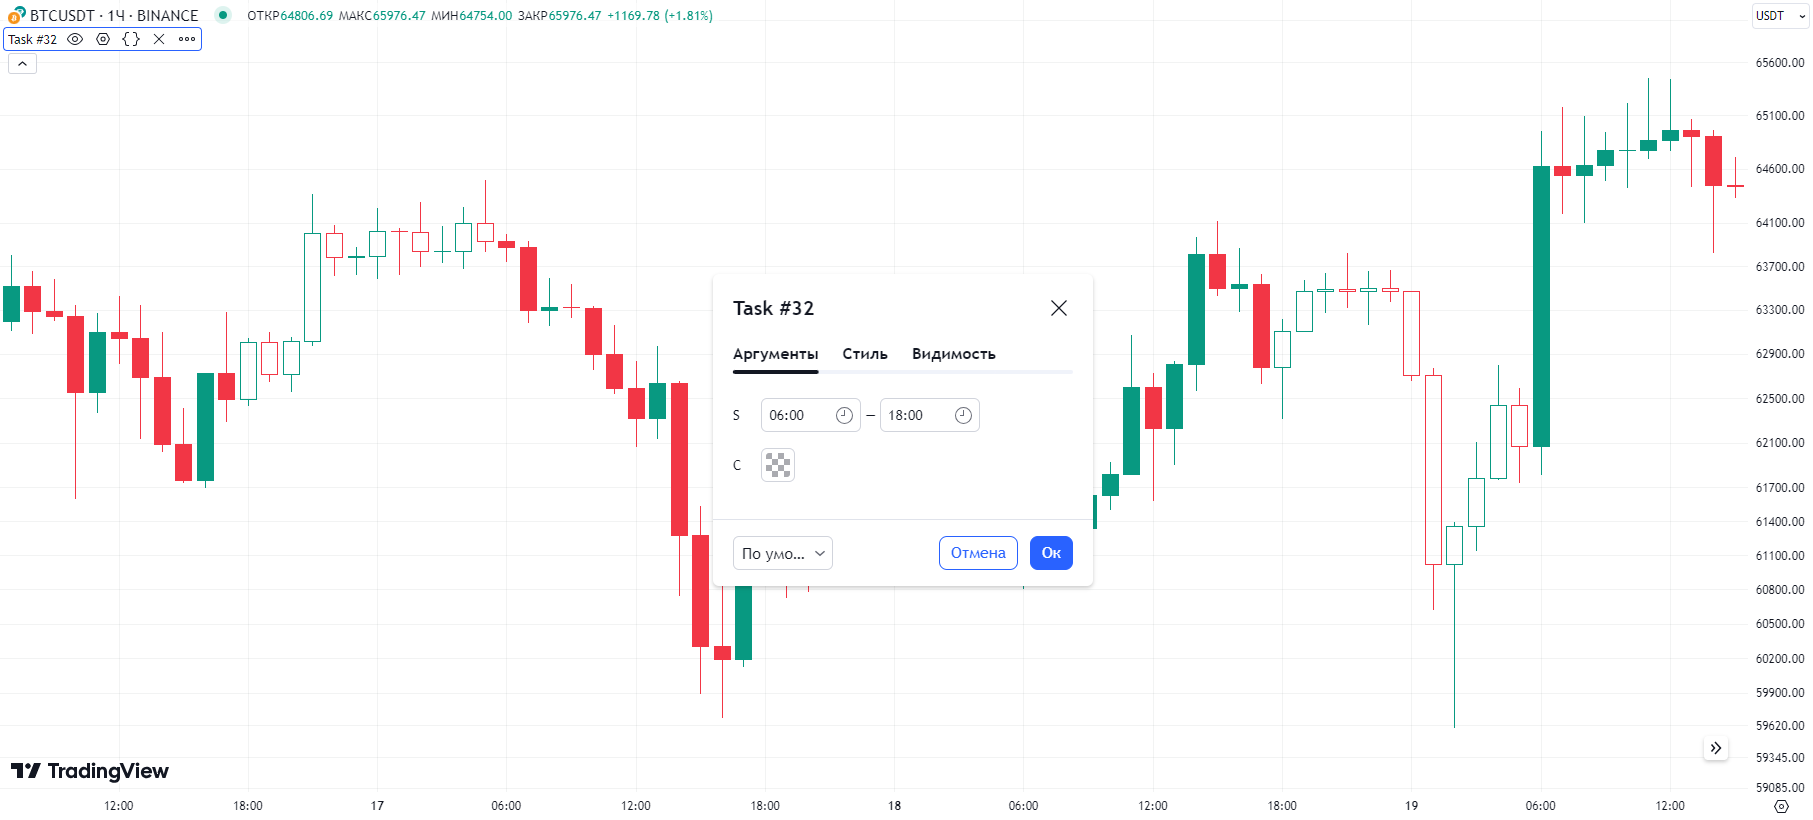 BTCUSDT · 1Ч · BINANCE ОТКР64806.69 МАКС65976.47 МИН64754.00 ЗАКР65976.47 +1169.78 (+1.81%)
USDT
Task #32
65600.00
65100.00
64600.00
64100.00
63700.00
63300.00
62900.00
62500.00
62100.00
61700.00
61400.00
61100.00
60800.00
60500.00
60200.00
59900.00
59620.00
59345.00
59085.00
Task #32
Аргументы Стиль Видимость
S 06:00 – 18:00
C
По умо... Отмена Ок
TradingView
12:00 18:00 17 06:00 12:00 18:00 18 06:00 12:00 18:00 19 06:00 12:00